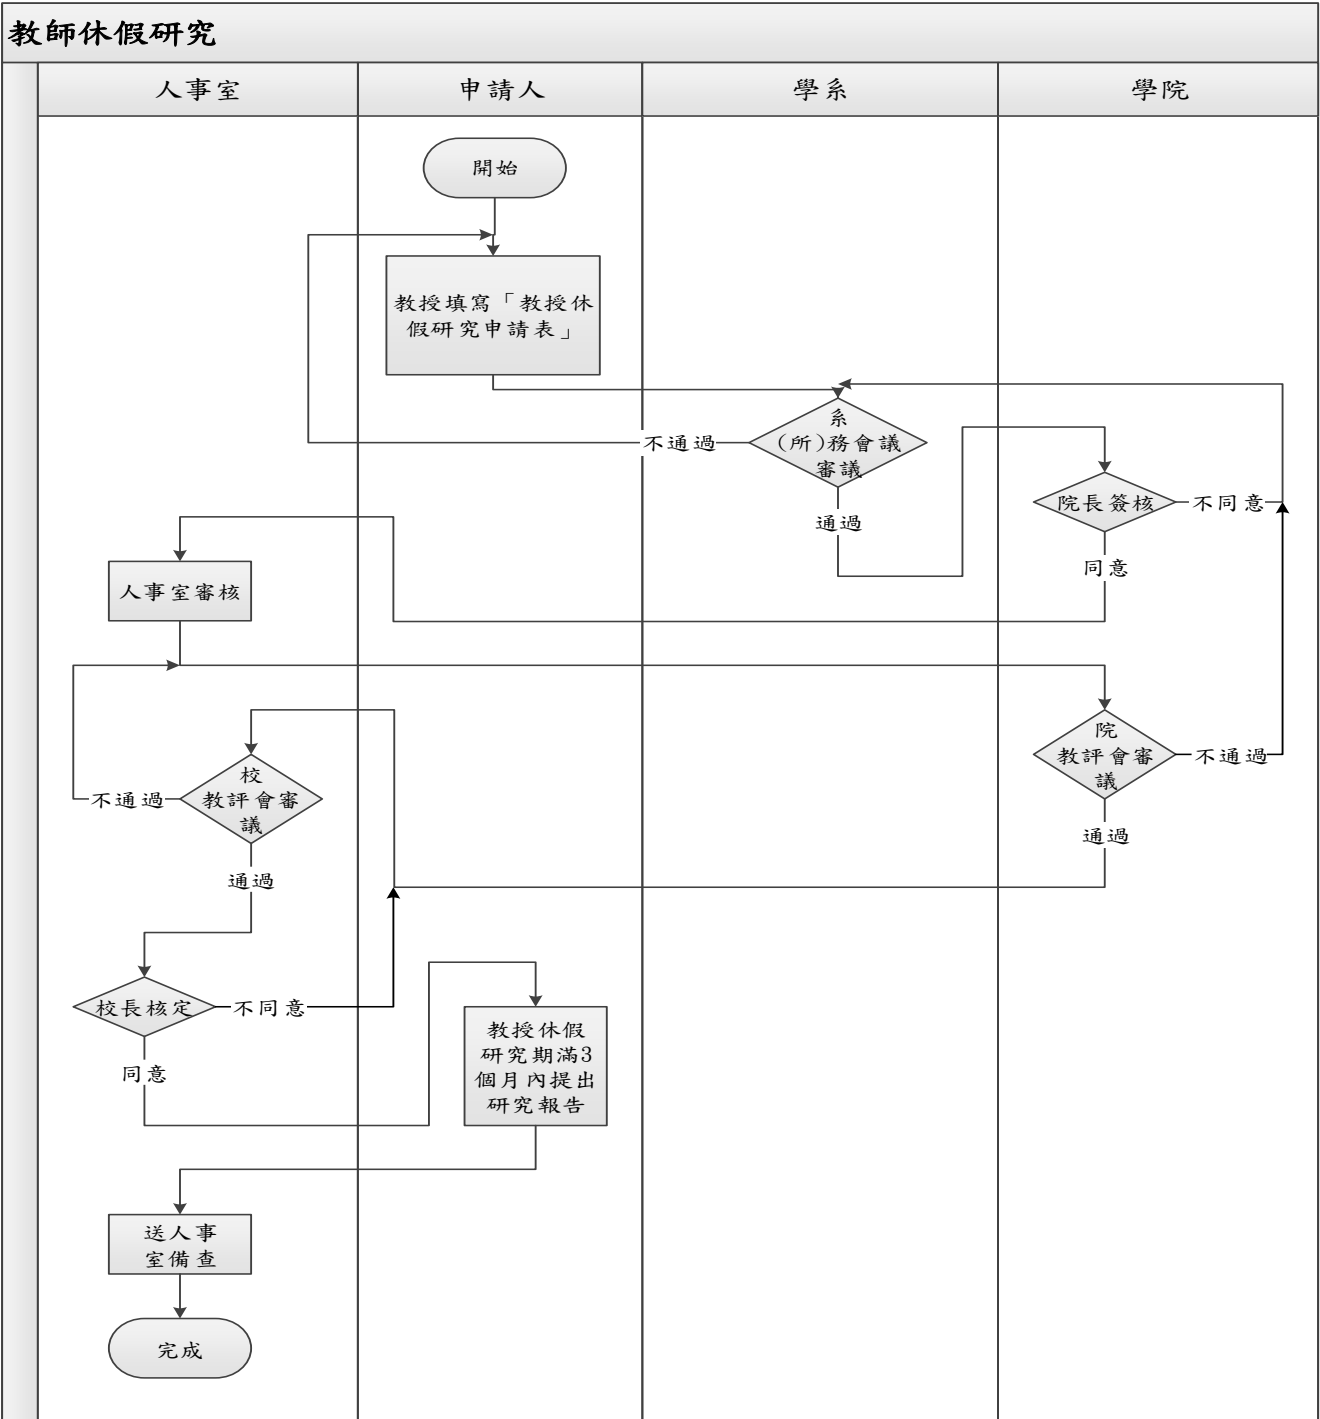 教師休假研究
人事室
申請人
學系
學院
開始
教授填寫「教授休
假研究申請表」
系
(所)務會議
審議
不通過
通過
院長簽核
不同意
同意
人事室審核
院
教評會審
議
不通過
通過
校
教評會審
議
不通過
通過
校長核定
不同意
同意
教授休假
研究期滿3
個月內提出
研究報告
送人事
室備查
完成